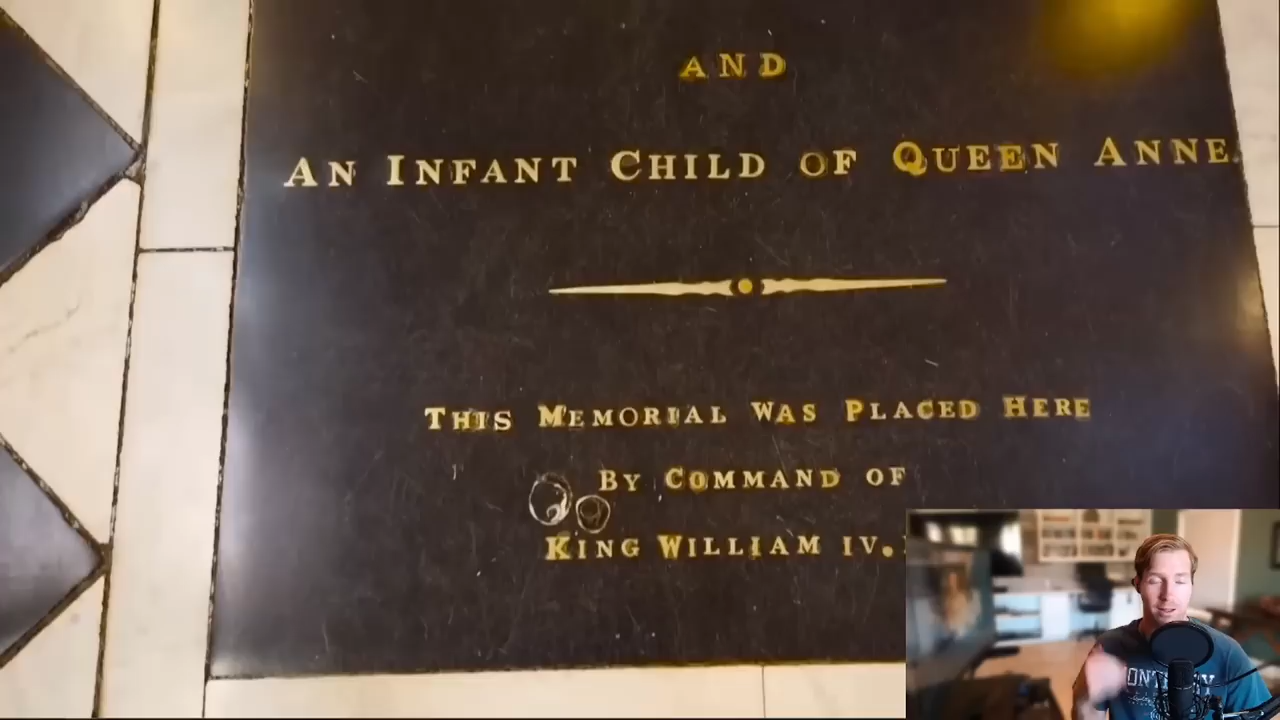 AND
AN INFANT CHILD OF QUEEN ANNE.
THIS MEMORIAL WAS PLACED HERE
BY COMMAND OF
KING WILLIAM IV.